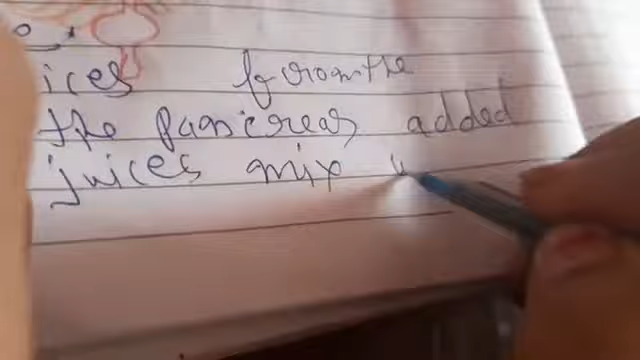 ices from the
the pancreas added
juices mix